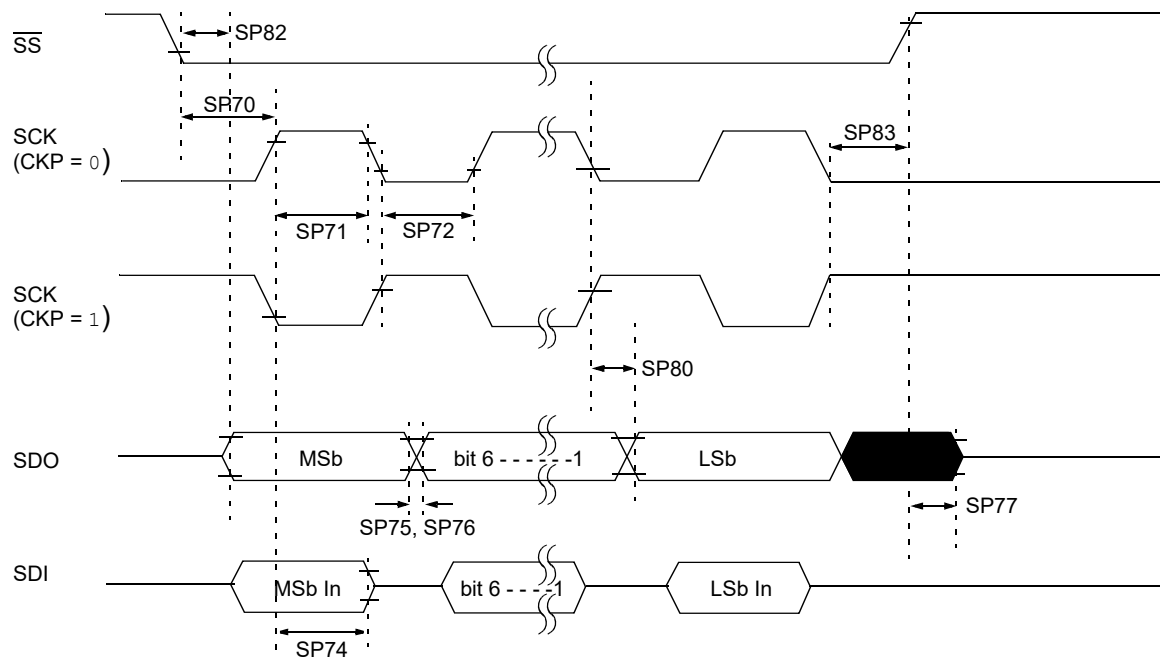 SS
SP82
SP70
SCK
(CKP = 0)
SP83
SP71
SP72
SCK
(CKP = 1)
SP80
SDO
MSb
bit 6 - - - - - - -1
LSb
SP75, SP76
SP77
SDI
MSb In
bit 6 - - - - -1
LSb In
SP74